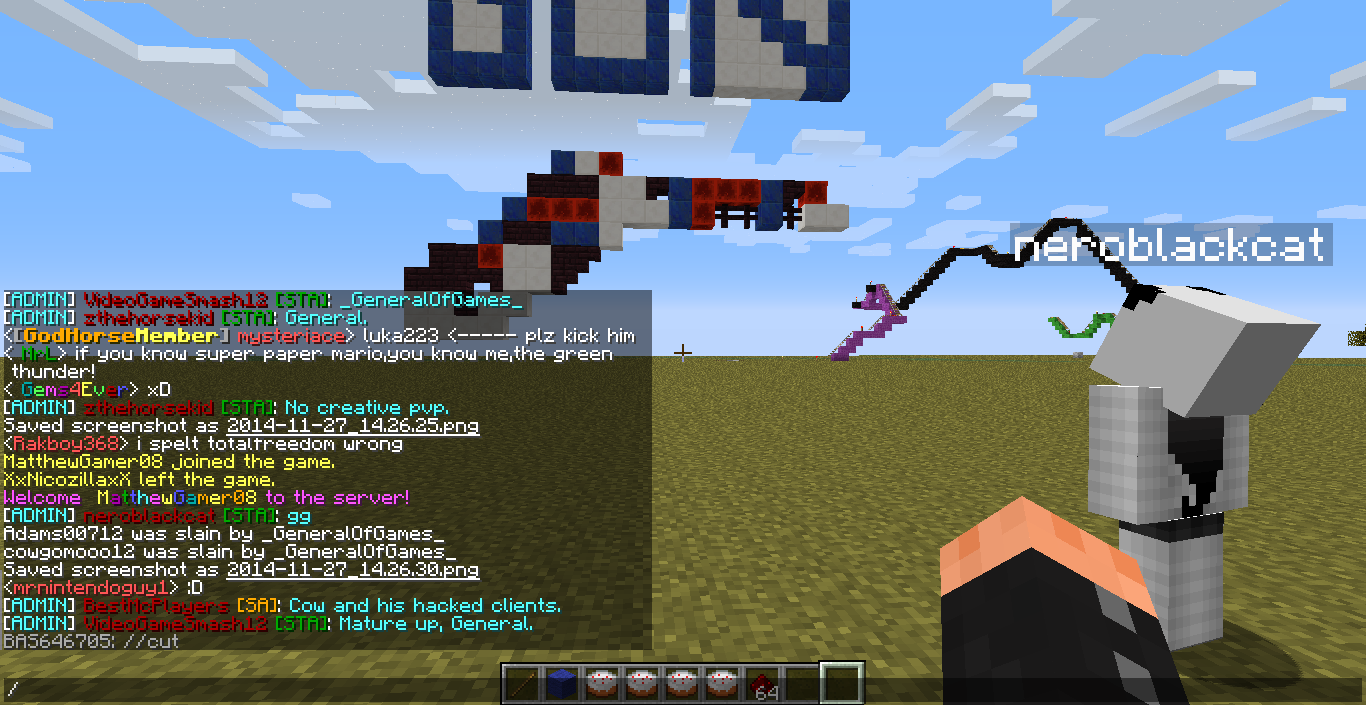 GUN
neroblackcat
[ADMIN] VideoGameSmash12 [STA]: _GeneralOfGames_
[ADMIN] zthehorsekid [STA]: General.
<[GodHorseMember] mysteriace> luka223 <----- plz kick him
< MrL> if you know super paper mario,you know me,the green
thunder!
< Gems4Ever> xD
[ADMIN] zthehorsekid [STA]: No creative pvp.
Saved screenshot as 2014-11-27_14.26.25.png
<Rakboy368> i spelt totalfreedom wrong
MatthewGamer08 joined the game.
XxNicozillaxX left the game.
Welcome MatthewGamer08 to the server!
[ADMIN] neroblackcat [STA]: gg
Adams00712 was slain by _GeneralOfGames_
cowgomooo12 was slain by _GeneralOfGames_
Saved screenshot as 2014-11-27_14.26.30.png
<mrnintendoguy1> :D
[ADMIN] BestMcPlayers [SA]: Cow and his hacked clients.
[ADMIN] VideoGameSmash12 [STA]: Mature up, General.
BAS646705: //cut
64
/